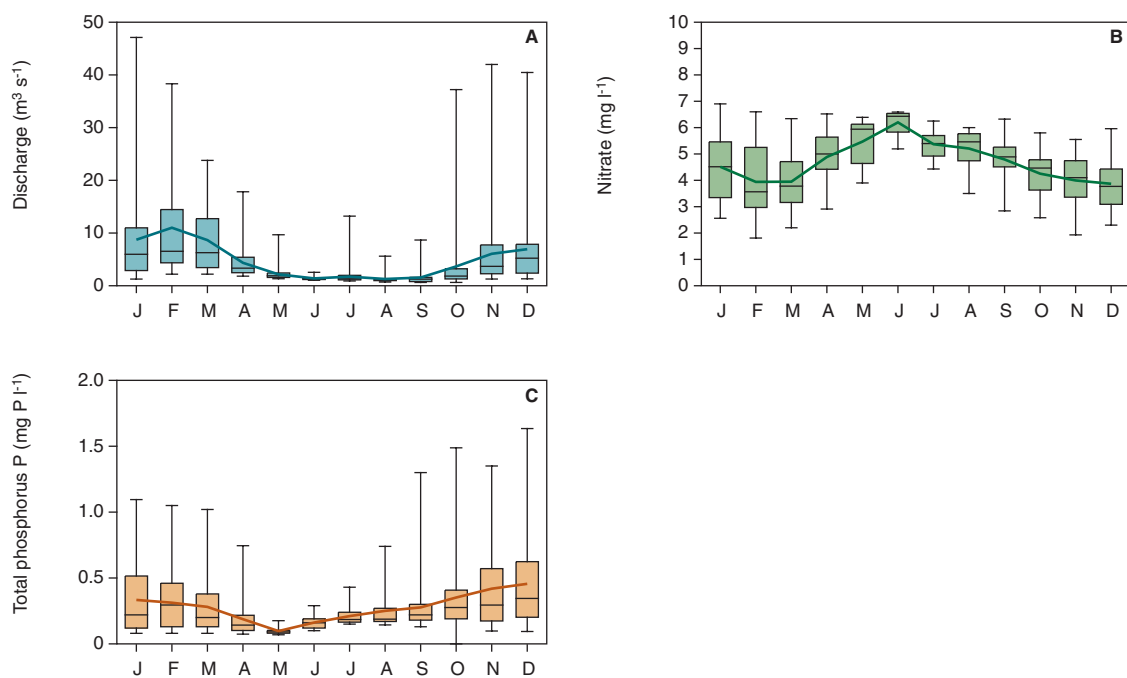 A
Discharge (m³ s⁻¹)
50
40
30
20
10
0
J F M A M J J A S O N D
B
Nitrate (mg l⁻¹)
10
9
8
7
6
5
4
3
2
1
0
J F M A M J J A S O N D
C
Total phosphorus P (mg P l⁻¹)
2.0
1.5
1.0
0.5
0
J F M A M J J A S O N D